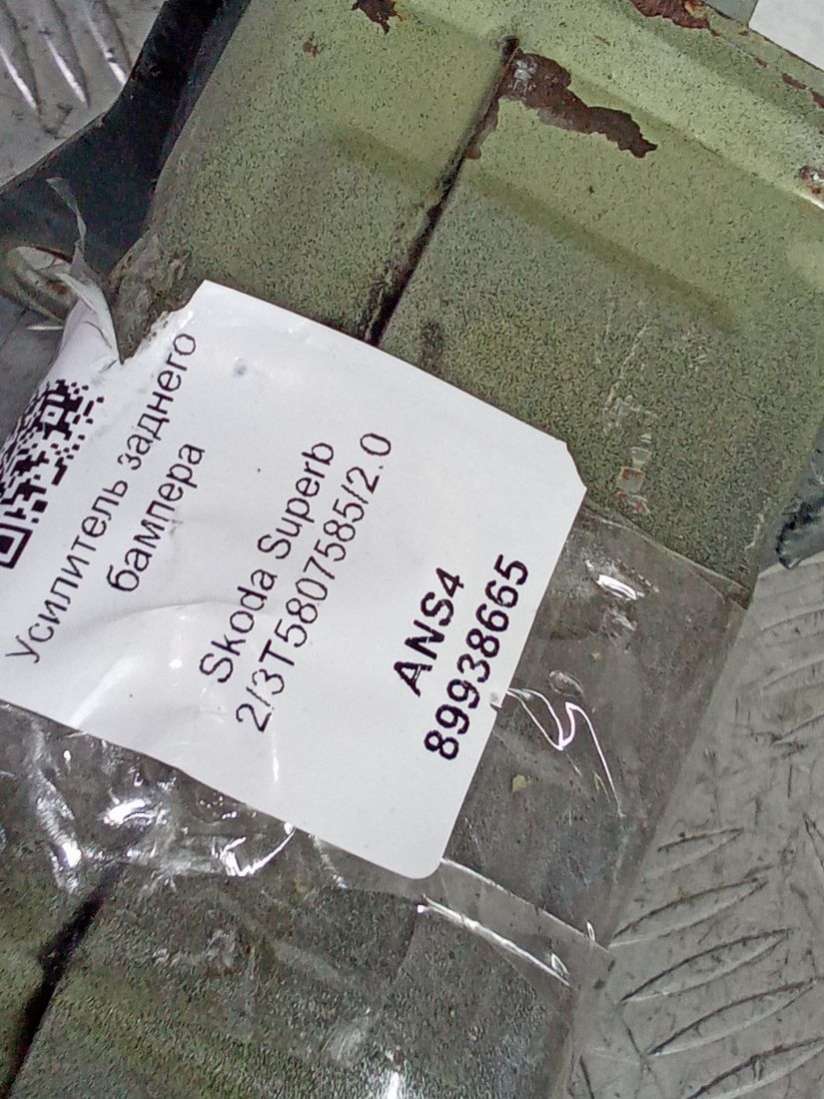 Усилитель заднего
бампера
Skoda Superb
2/3T5807585/2.0
ANS4
89938665